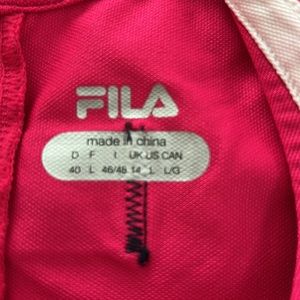 FILA
made in china
D F I UK US CAN
40 L 46/48 14 L L/G